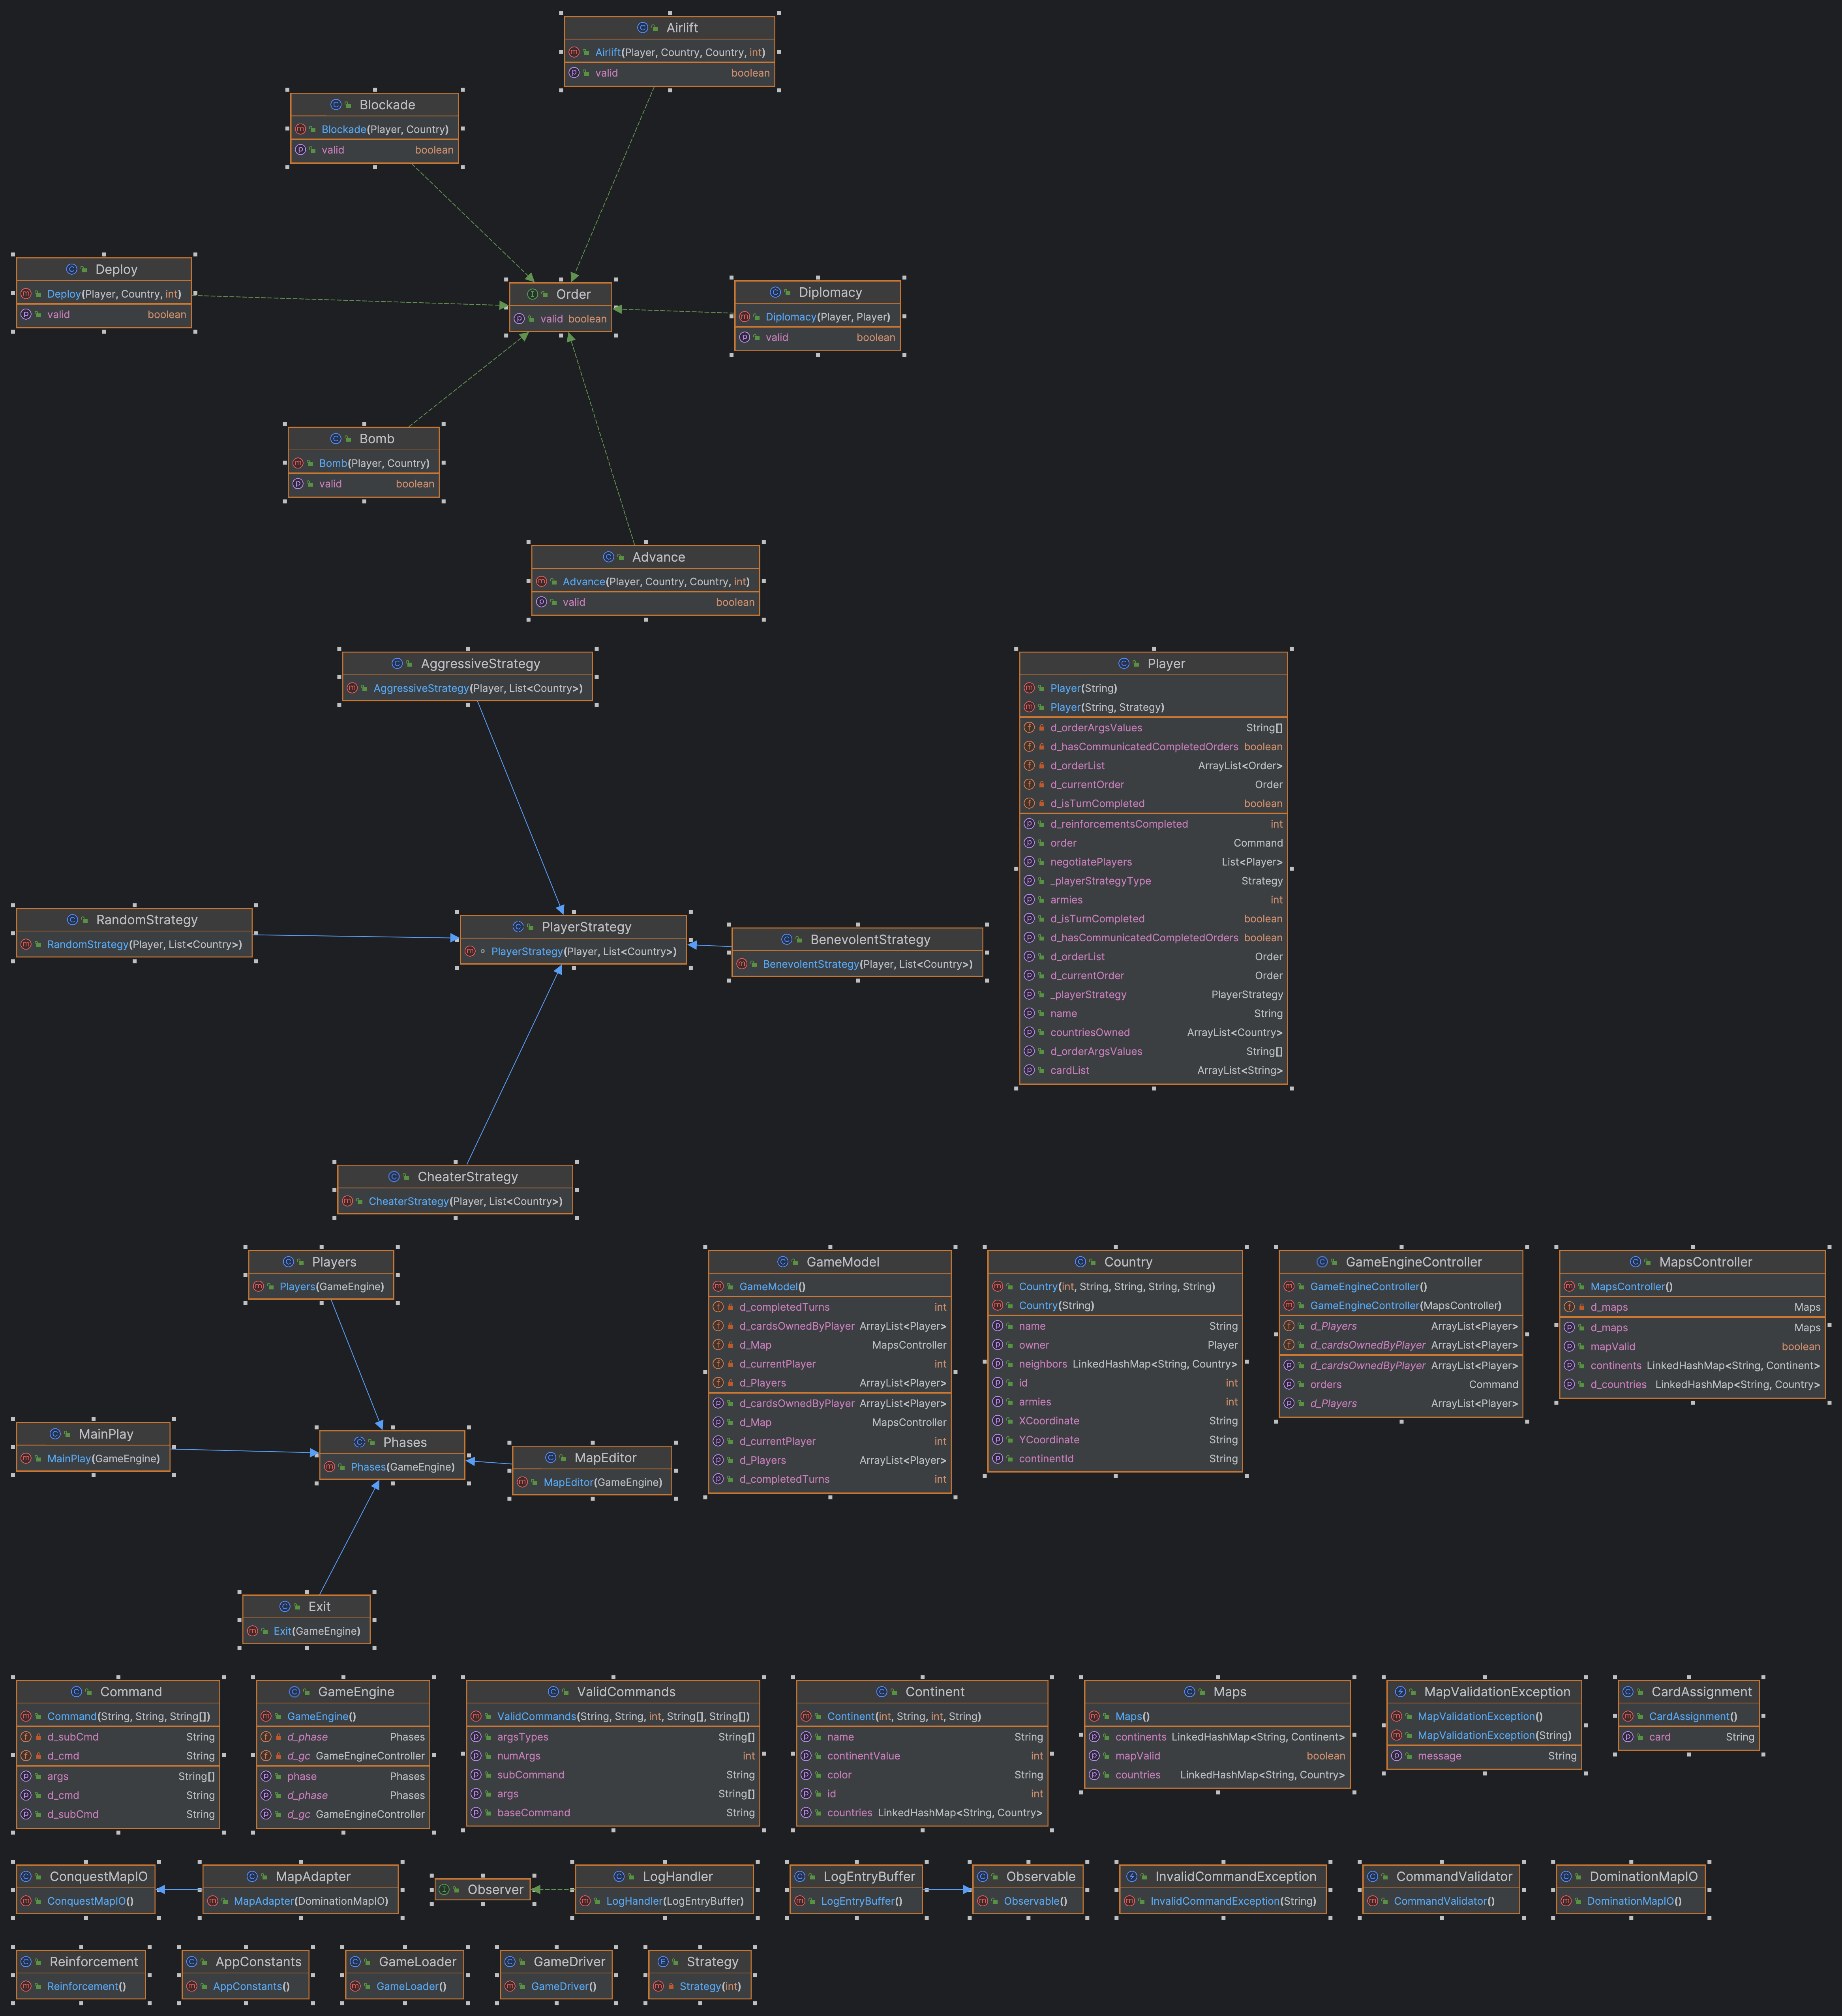 Airlift
Airlift(Player, Country, Country, int)
valid boolean
Blockade
Blockade(Player, Country)
valid boolean
Deploy
Deploy(Player, Country, int)
valid boolean
Order
valid boolean
Diplomacy
Diplomacy(Player, Player)
valid boolean
Bomb
Bomb(Player, Country)
valid boolean
Advance
Advance(Player, Country, Country, int)
valid boolean
AggressiveStrategy
AggressiveStrategy(Player, List<Country>)
Player
Player(String)
Player(String, Strategy)
d_orderArgsValues String[]
d_hasCommunicatedCompletedOrders boolean
d_orderList ArrayList<Order>
d_currentOrder Order
d_isTurnCompleted boolean
d_reinforcementsCompleted int
order Command
negotiatePlayers List<Player>
_playerStrategyType Strategy
armies int
d_isTurnCompleted boolean
d_hasCommunicatedCompletedOrders boolean
d_orderList Order
d_currentOrder Order
_playerStrategy PlayerStrategy
name String
countriesOwned ArrayList<Country>
d_orderArgsValues String[]
cardList ArrayList<String>
RandomStrategy
RandomStrategy(Player, List<Country>)
PlayerStrategy
PlayerStrategy(Player, List<Country>)
BenevolentStrategy
BenevolentStrategy(Player, List<Country>)
CheaterStrategy
CheaterStrategy(Player, List<Country>)
Players
Players(GameEngine)
MainPlay
MainPlay(GameEngine)
Phases
Phases(GameEngine)
MapEditor
MapEditor(GameEngine)
Exit
Exit(GameEngine)
GameModel
GameModel()
d_completedTurns int
d_cardsOwnedByPlayer ArrayList<Player>
d_Map MapsController
d_currentPlayer int
d_Players ArrayList<Player>
d_cardsOwnedByPlayer ArrayList<Player>
d_Map MapsController
d_currentPlayer int
d_Players ArrayList<Player>
d_completedTurns int
Country
Country(int, String, String, String, String)
Country(String)
name String
owner Player
neighbors LinkedHashMap<String, Country>
id int
armies int
XCoordinate String
YCoordinate String
continentId String
GameEngineController
GameEngineController()
GameEngineController(MapsController)
d_Players ArrayList<Player>
d_cardsOwnedByPlayer ArrayList<Player>
d_cardsOwnedByPlayer ArrayList<Player>
orders Command
d_Players ArrayList<Player>
MapsController
MapsController()
d_maps Maps
d_maps Maps
mapValid boolean
continents LinkedHashMap<String, Continent>
d_countries LinkedHashMap<String, Country>
Command
Command(String, String, String[])
d_subCmd String
d_cmd String
args String[]
d_cmd String
d_subCmd String
GameEngine
GameEngine()
d_phase Phases
d_gc GameEngineController
phase Phases
d_phase Phases
d_gc GameEngineController
ValidCommands
ValidCommands(String, String, int, String[], String[])
argsTypes String[]
numArgs int
subCommand String
args String[]
baseCommand String
Continent
Continent(int, String, int, String)
name String
continentValue int
color String
id int
countries LinkedHashMap<String, Country>
Maps
Maps()
continents LinkedHashMap<String, Continent>
mapValid boolean
countries LinkedHashMap<String, Country>
MapValidationException
MapValidationException()
MapValidationException(String)
message String
CardAssignment
CardAssignment()
card String
ConquestMapIO
ConquestMapIO()
MapAdapter
MapAdapter(DominationMapIO)
Observer
LogHandler
LogHandler(LogEntryBuffer)
LogEntryBuffer
LogEntryBuffer()
Observable
Observable()
InvalidCommandException
InvalidCommandException(String)
CommandValidator
CommandValidator()
DominationMapIO
DominationMapIO()
Reinforcement
Reinforcement()
AppConstants
AppConstants()
GameLoader
GameLoader()
GameDriver
GameDriver()
Strategy
Strategy(int)